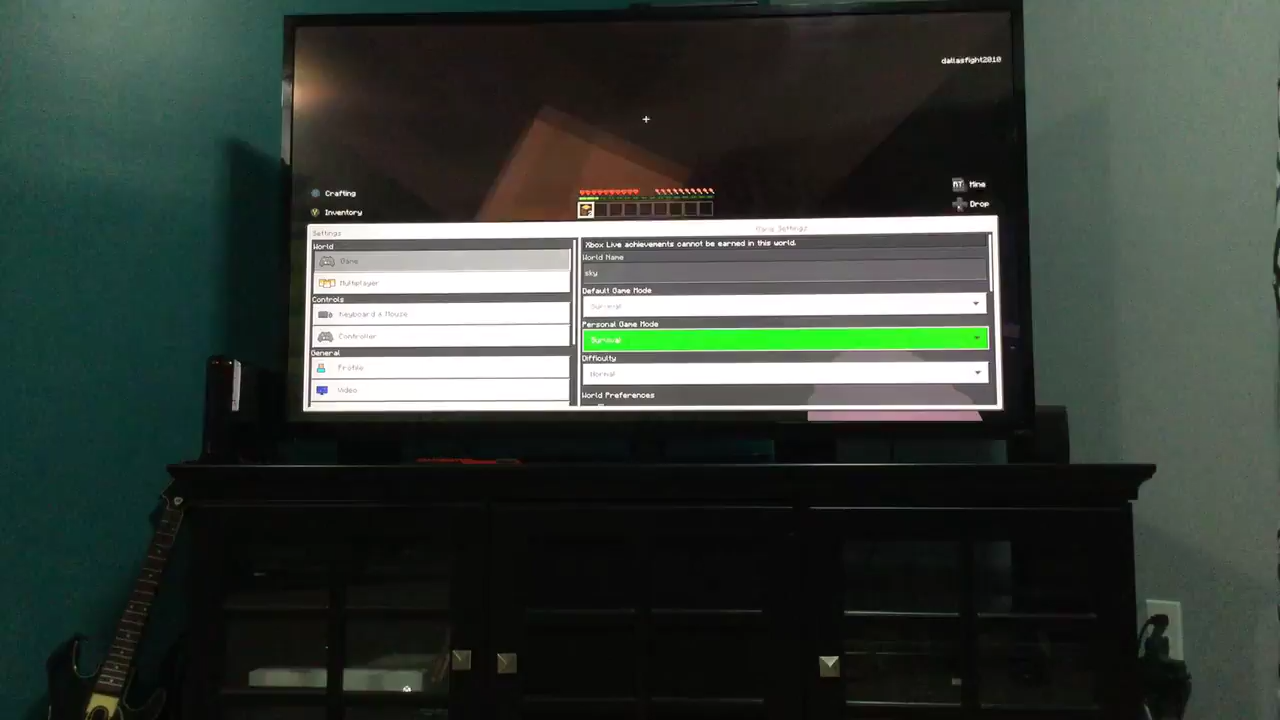 dallasfight2010
Crafting
RT Mine
Drop
Inventory
Settings
Game Settings
World
Xbox Live achievements cannot be earned in this world.
Game
World Name
sky
Multiplayer
Default Game Mode
Controls
Survival
Keyboard & Mouse
Personal Game Mode
Controller
Survival
General
Difficulty
Profile
Normal
Video
World Preferences